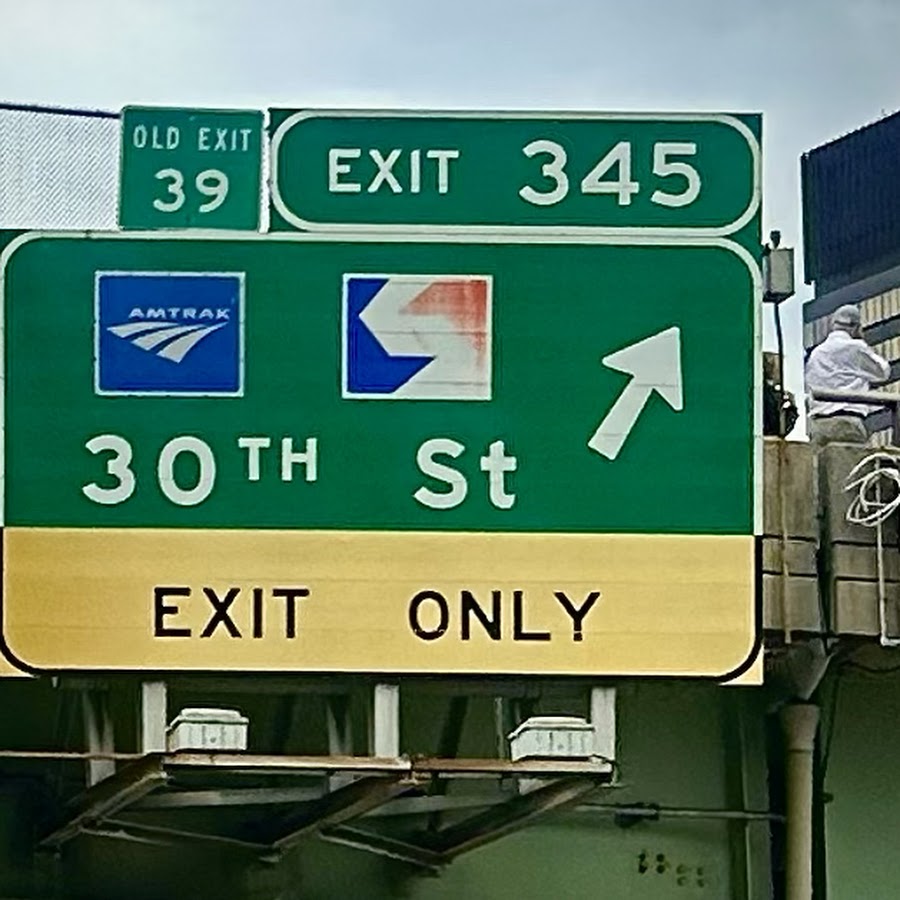 OLD EXIT
39
EXIT 345
AMTRAK
30TH St
EXIT ONLY